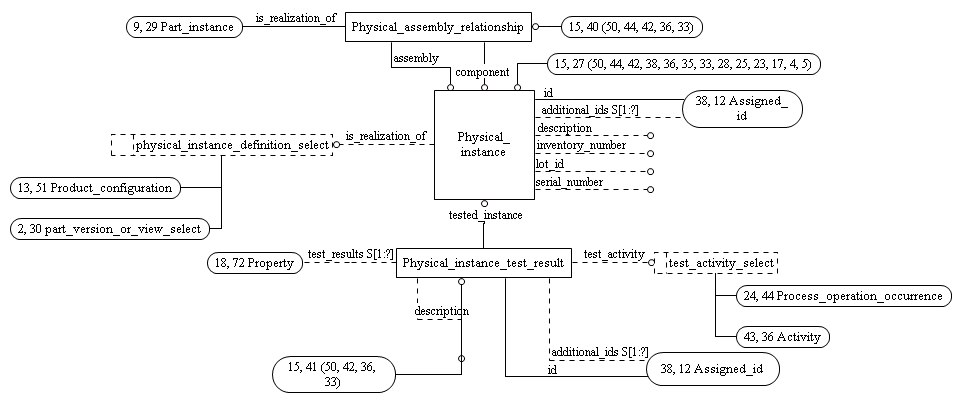 is_realization_of
9, 29 Part_instance
Physical_assembly_relationship
15, 40 (50, 44, 42, 36, 33)
assembly
component
15, 27 (50, 44, 42, 38, 36, 35, 33, 28, 25, 23, 17, 4, 5)
id
additional_ids S[1:?]
38, 12 Assigned_
id
description
inventory_number
lot_id
serial_number
Physical_
instance
is_realization_of
physical_instance_definition_select
13, 51 Product_configuration
2, 30 part_version_or_view_select
tested_instance
test_results S[1:?]
18, 72 Property
Physical_instance_test_result
test_activity
test_activity_select
24, 44 Process_operation_occurrence
43, 36 Activity
description
additional_ids S[1:?]
id
38, 12 Assigned_id
15, 41 (50, 42, 36,
33)